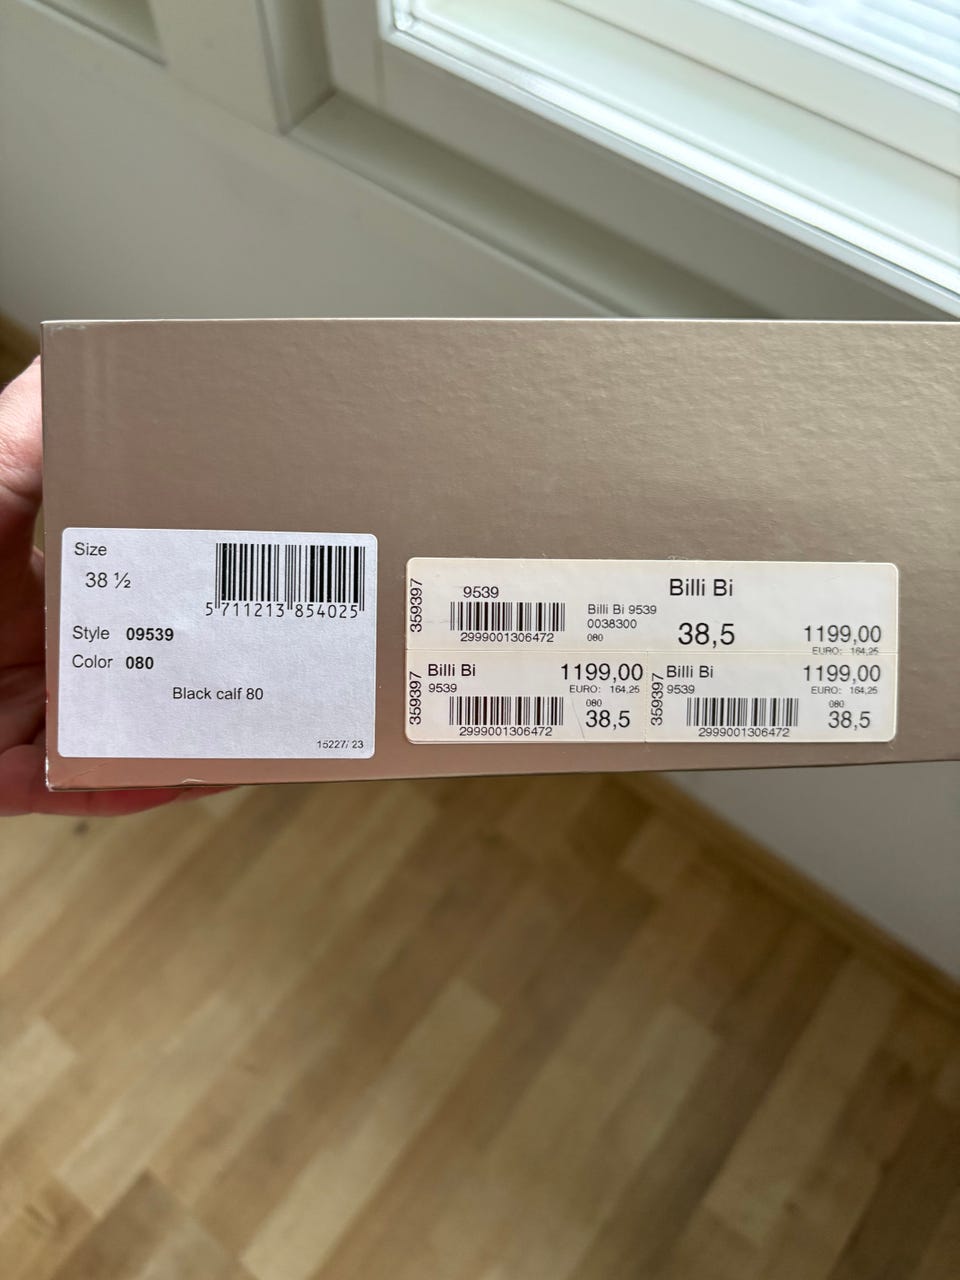 Size
38 ½
5 711213 854025
Style 09539
Color 080
Black calf 80
15227/ 23
359397
9539
2999001306472
Billi Bi
Billi Bi 9539
0038300
080
38,5
1199,00
EURO: 164,25
359397
Billi Bi
9539
1199,00
EURO: 164,25
080
38,5
2999001306472
359397
Billi Bi
9539
1199,00
EURO: 164,25
080
38,5
2999001306472